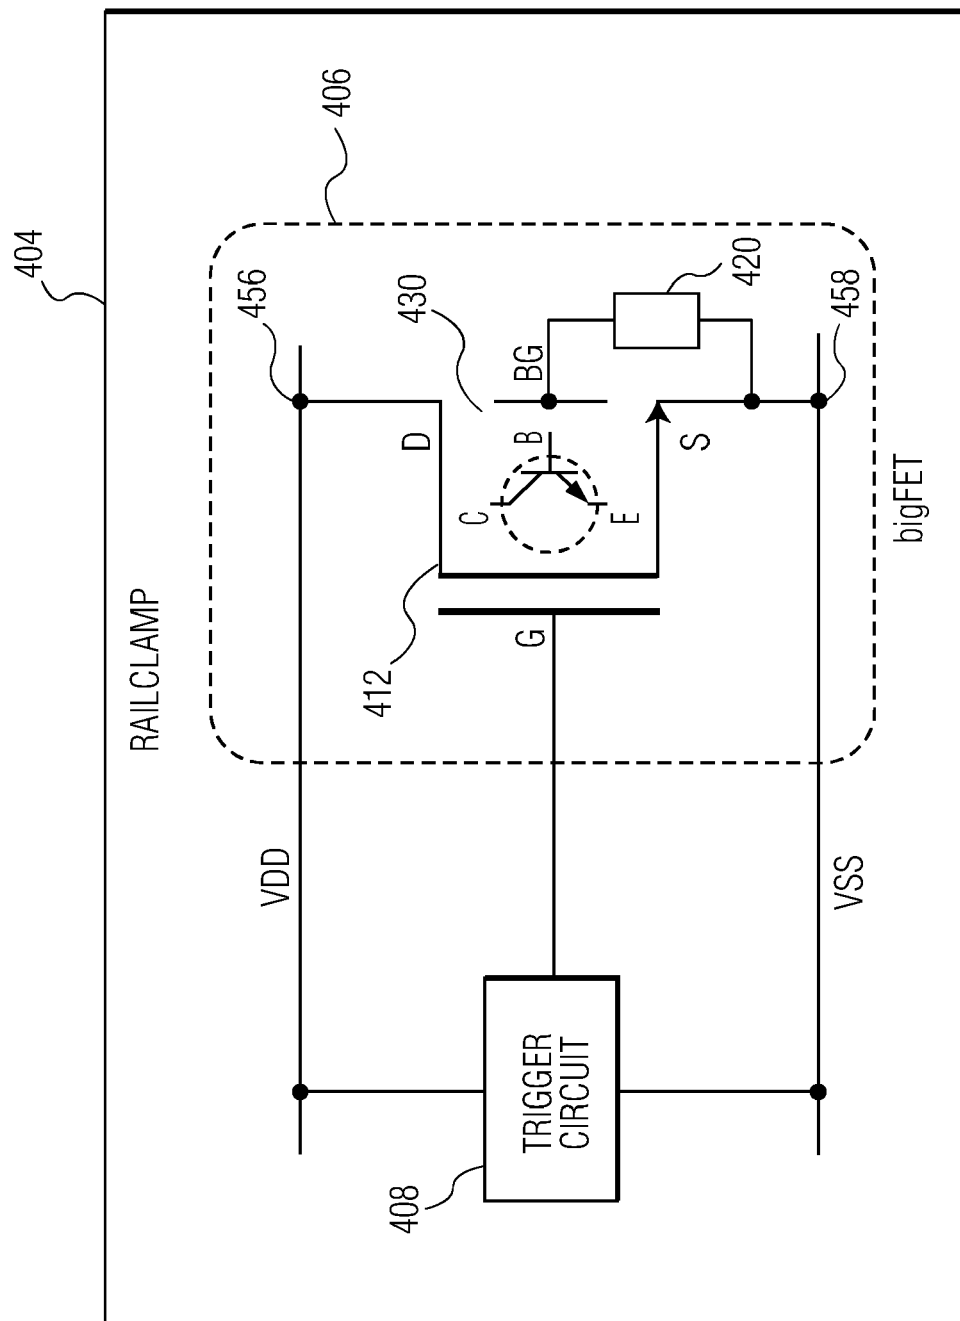 404
RAILCLAMP
406
VDD
456
430
412
D
BG
420
C
B
E
G
S
458
408
TRIGGER
CIRCUIT
VSS
bigFET